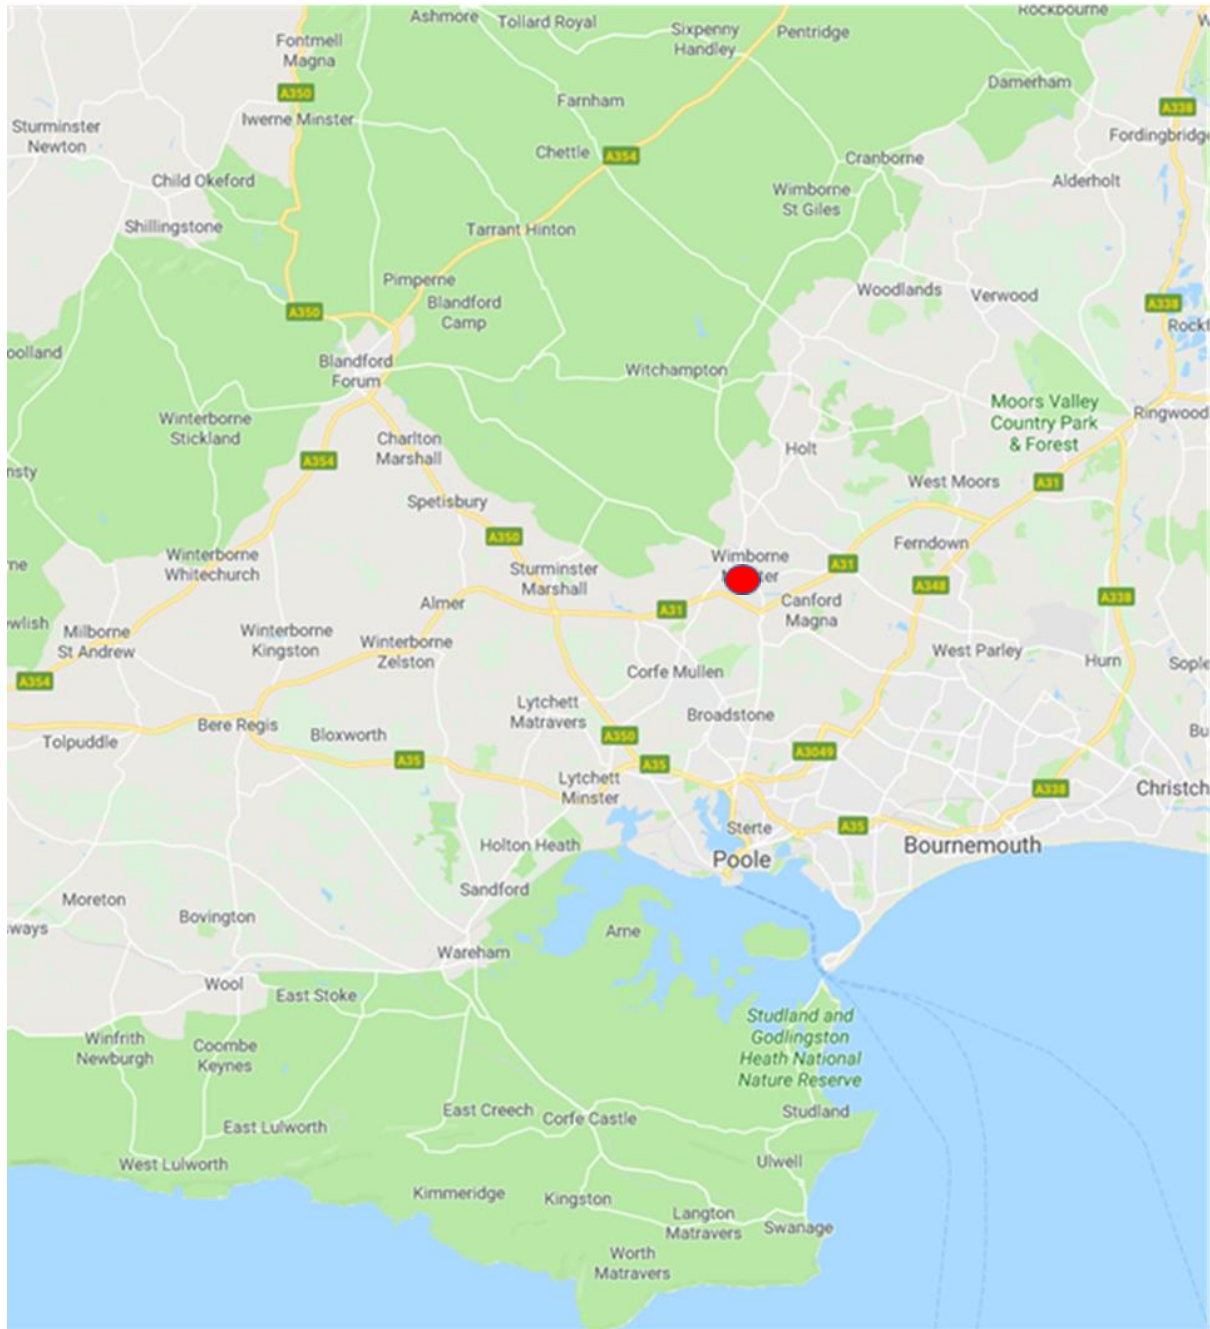 Ashmore
Tollard Royal
Sixpenny
Handley
Pentridge
Rockbourne
Fontmell
Magna
A350
Iwerne Minster
Farnham
Damerham
A338
Sturminster
Newton
Fordingbridge
Chettle
A354
Cranborne
Child Okeford
Alderholt
Wimborne
St Giles
Shillingstone
Tarrant Hinton
Pimperne
Blandford
Camp
Woodlands
Verwood
A338
A350
Rockf
oolland
Blandford
Forum
Witchampton
Moors Valley
Country Park
& Forest
Ringwood
Winterborne
Stickland
Charlton
Marshall
Holt
A354
nsty
West Moors
A31
Spetisbury
A350
Ferndown
Winterborne
Whitechurch
Wimborne
ter
A31
ne
Sturminster
Marshall
A348
A338
Almer
A31
Canford
Magna
ewlish
Milborne
St Andrew
Winterborne
Kingston
Winterborne
Zelston
West Parley
Hurn
Sople
Corfe Mullen
A354
Lytchett
Matravers
Broadstone
Bere Regis
Tolpuddle
Bloxworth
A350
A3049
Bu
A35
A35
Lytchett
Minster
A338
Christch
Sterte
A35
Holton Heath
Poole
Bournemouth
Sandford
Moreton
Bovington
sways
Arne
Wareham
Wool
East Stoke
Studland and
Godlingston
Heath National
Nature Reserve
Winfrith
Newburgh
Coombe
Keynes
East Creech
Corfe Castle
Studland
East Lulworth
West Lulworth
Ulwell
Kimmeridge
Kingston
Langton
Matravers
Swanage
Worth
Matravers